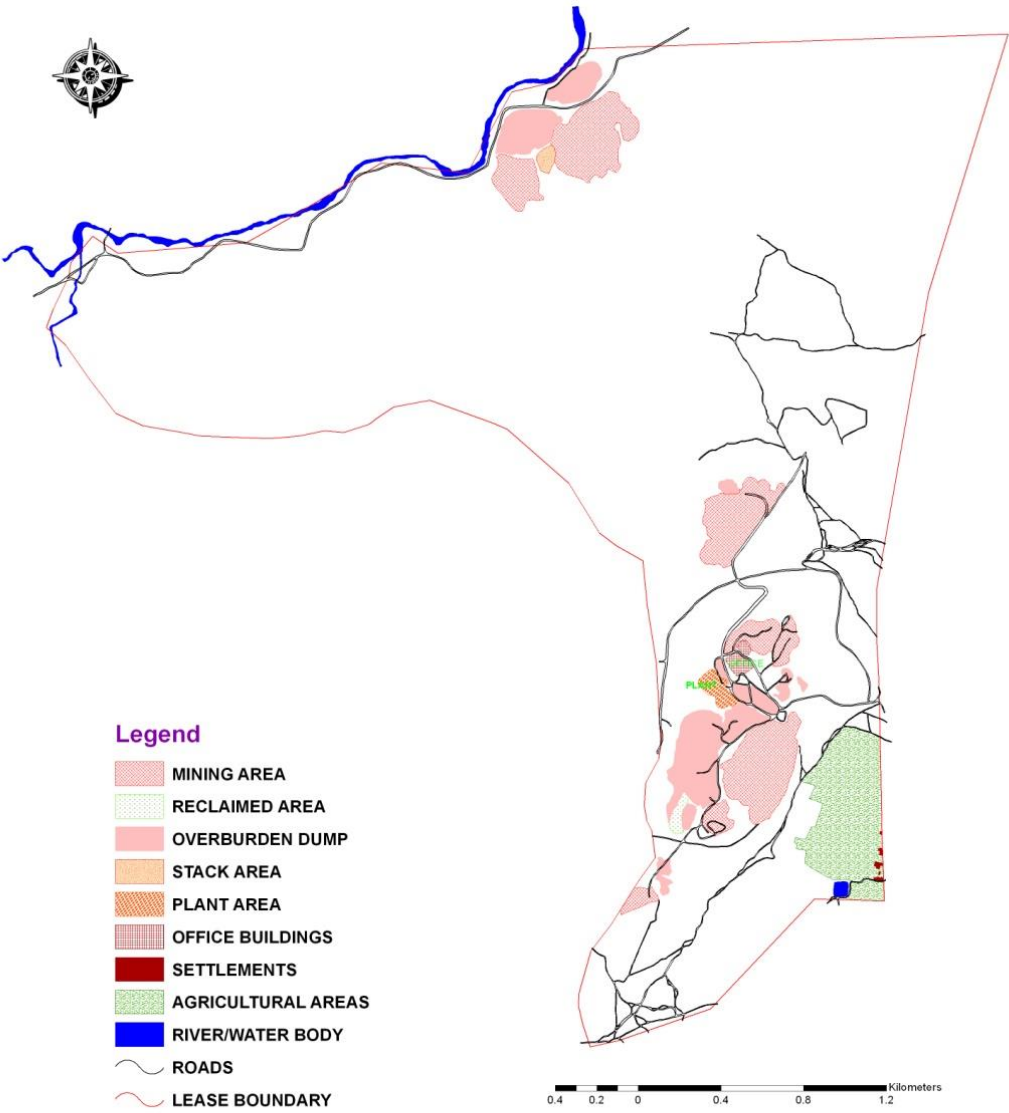 PLANT
Legend
MINING AREA
RECLAIMED AREA
OVERBURDEN DUMP
STACK AREA
PLANT AREA
OFFICE BUILDINGS
SETTLEMENTS
AGRICULTURAL AREAS
RIVER/WATER BODY
ROADS
LEASE BOUNDARY
Kilometers
0.4 0.2 0 0.4 0.8 1.2